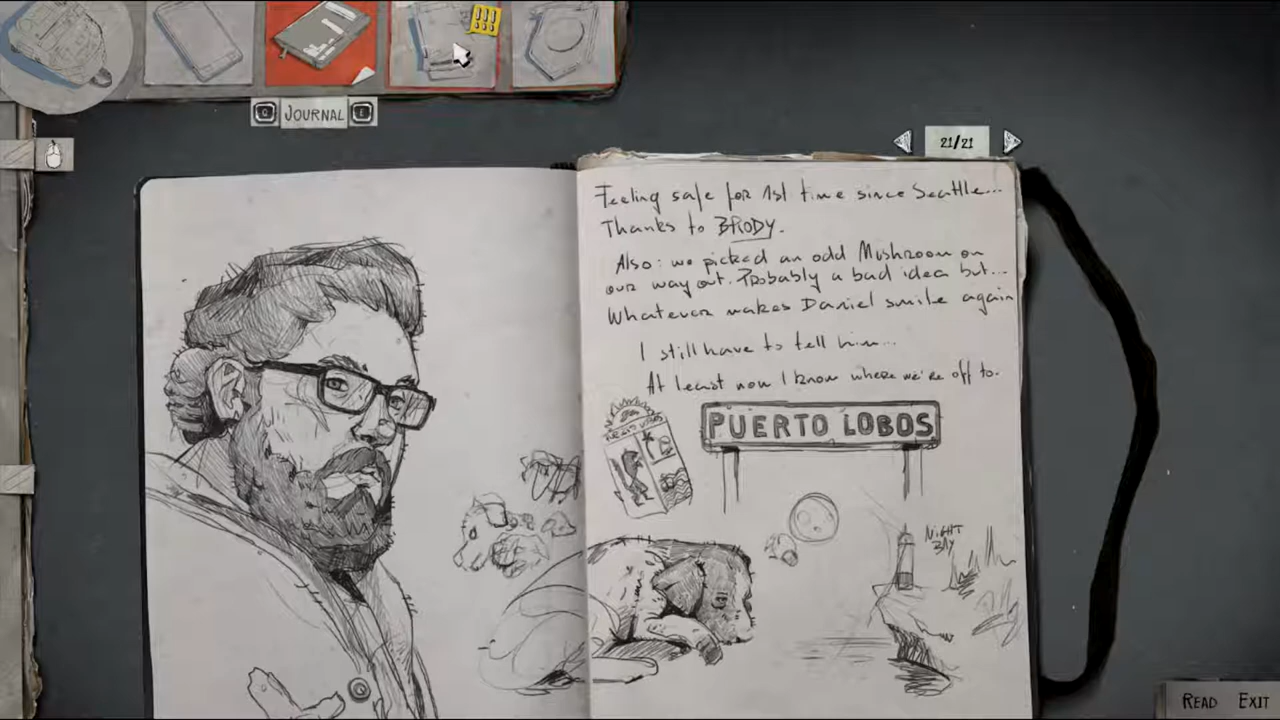 JOURNAL
21/21
Feeling safe for 1st time since Seattle...
Thanks to BRODY.
Also: we picked an odd Mushroom on
our way out. Probably a bad idea but...
Whatever makes Daniel smile again
I still have to tell him...
At least now I know where we're off to.
PUERTO LOBOS
NIGHT
BAY
READ EXIT